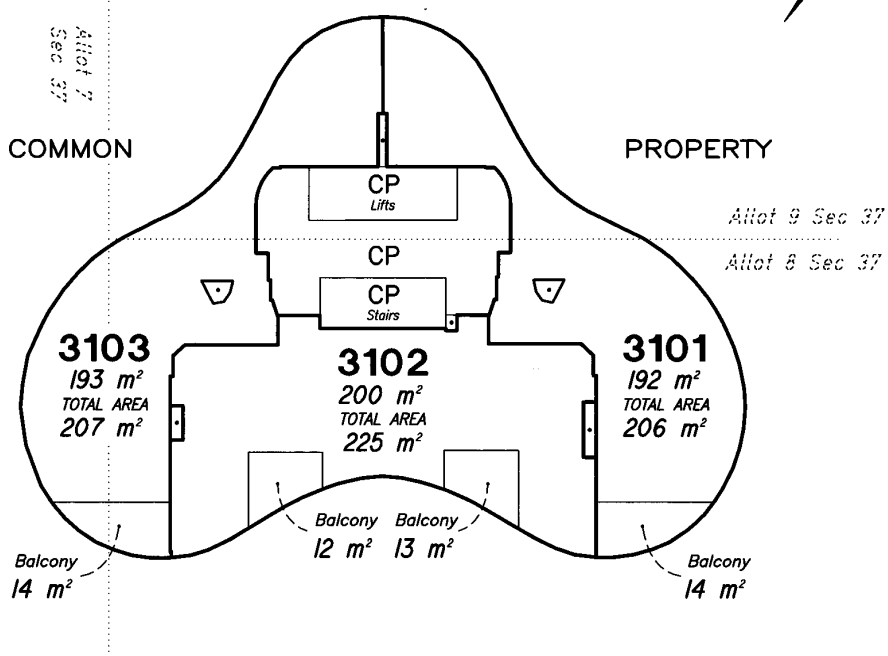 Allot 7
Sec 37
COMMON
PROPERTY
CP
Lifts
Allot 9 Sec 37
CP
Allot 8 Sec 37
CP
Stairs
3103
193 m²
TOTAL AREA
207 m²
3102
200 m²
TOTAL AREA
225 m²
3101
192 m²
TOTAL AREA
206 m²
Balcony
12 m²
Balcony
13 m²
Balcony
14 m²
Balcony
14 m²